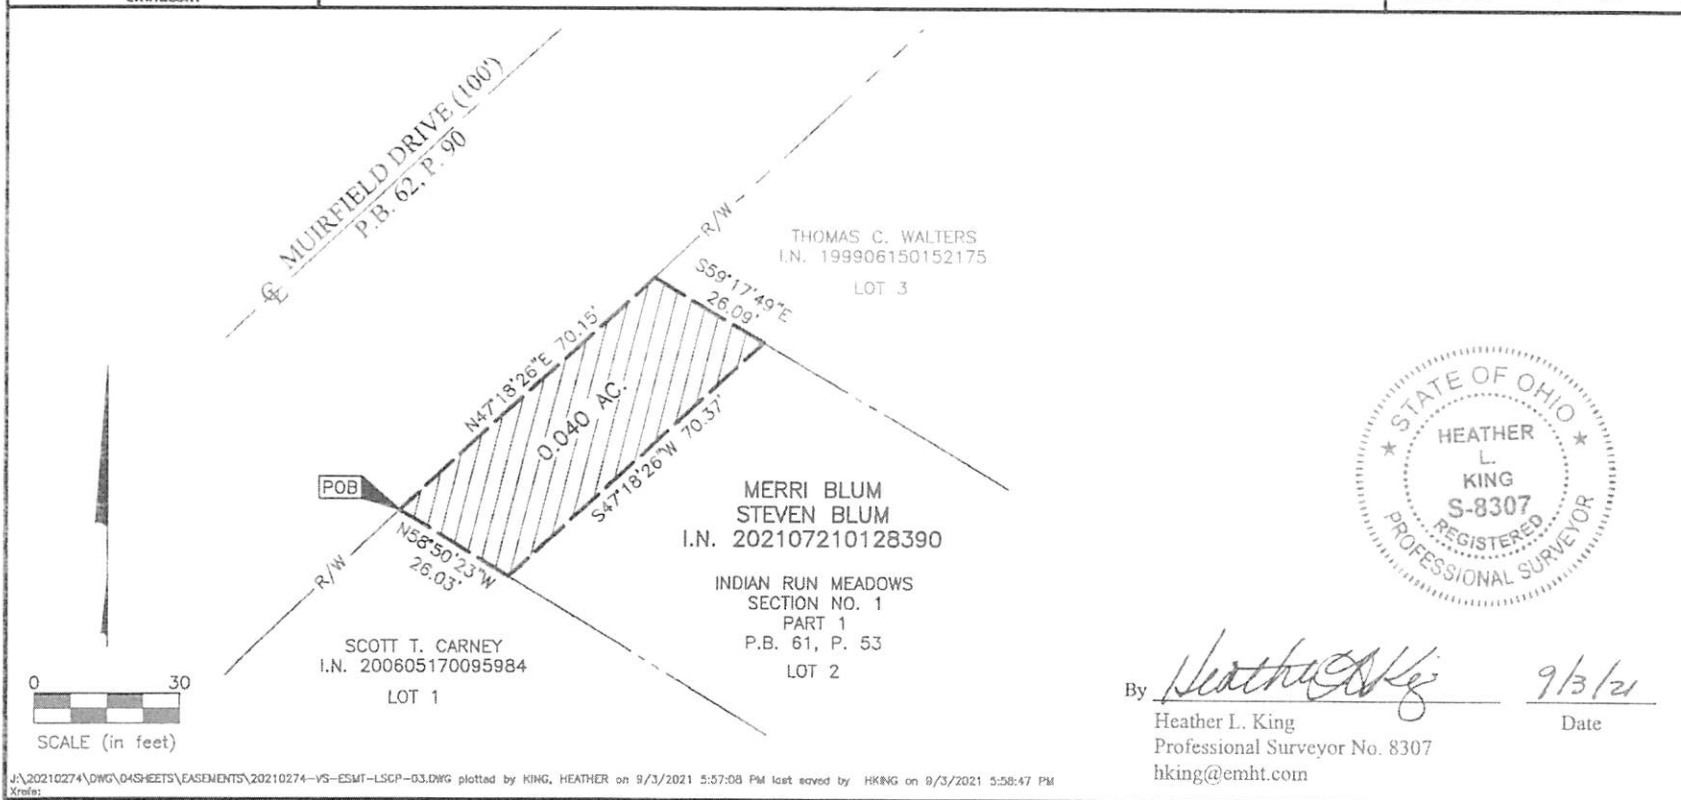 ℄ MUIRFIELD DRIVE (100')
P.B. 62, P. 90
R/W
THOMAS C. WALTERS
I.N. 199906150152175
LOT 3
S59°17'49"E
26.09'
N47°18'26"E 70.15'
0.040 AC.
S47°18'26"W 70.37'
POB
N58°50'23"W
26.03'
R/W
MERRI BLUM
STEVEN BLUM
I.N. 202107210128390
INDIAN RUN MEADOWS
SECTION NO. 1
PART 1
P.B. 61, P. 53
LOT 2
SCOTT T. CARNEY
I.N. 200605170095984
LOT 1
0 30
SCALE (in feet)
STATE OF OHIO
HEATHER
L.
KING
S-8307
REGISTERED
PROFESSIONAL SURVEYOR
By Heather L King 9/3/21
Heather L. King Date
Professional Surveyor No. 8307
hking@emht.com
J:\20210274\DWG\04SHEETS\EASEMENTS\20210274-VS-ESMT-LSCP-03.DWG plotted by KING, HEATHER on 9/3/2021 5:57:08 PM last saved by HKING on 9/3/2021 5:56:47 PM
Xrefs: